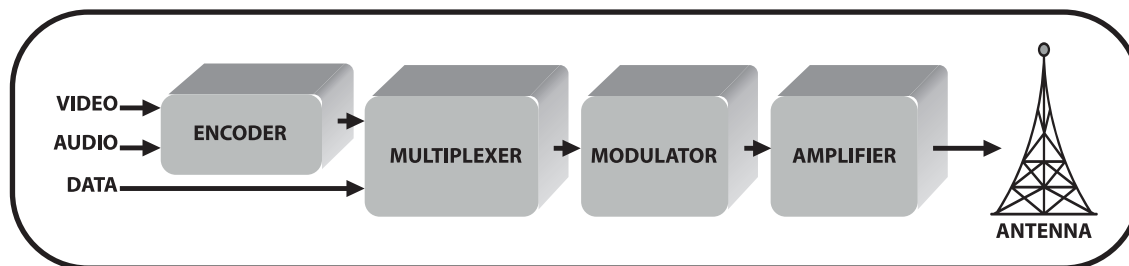 VIDEO
AUDIO
DATA
ENCODER
MULTIPLEXER
MODULATOR
AMPLIFIER
ANTENNA